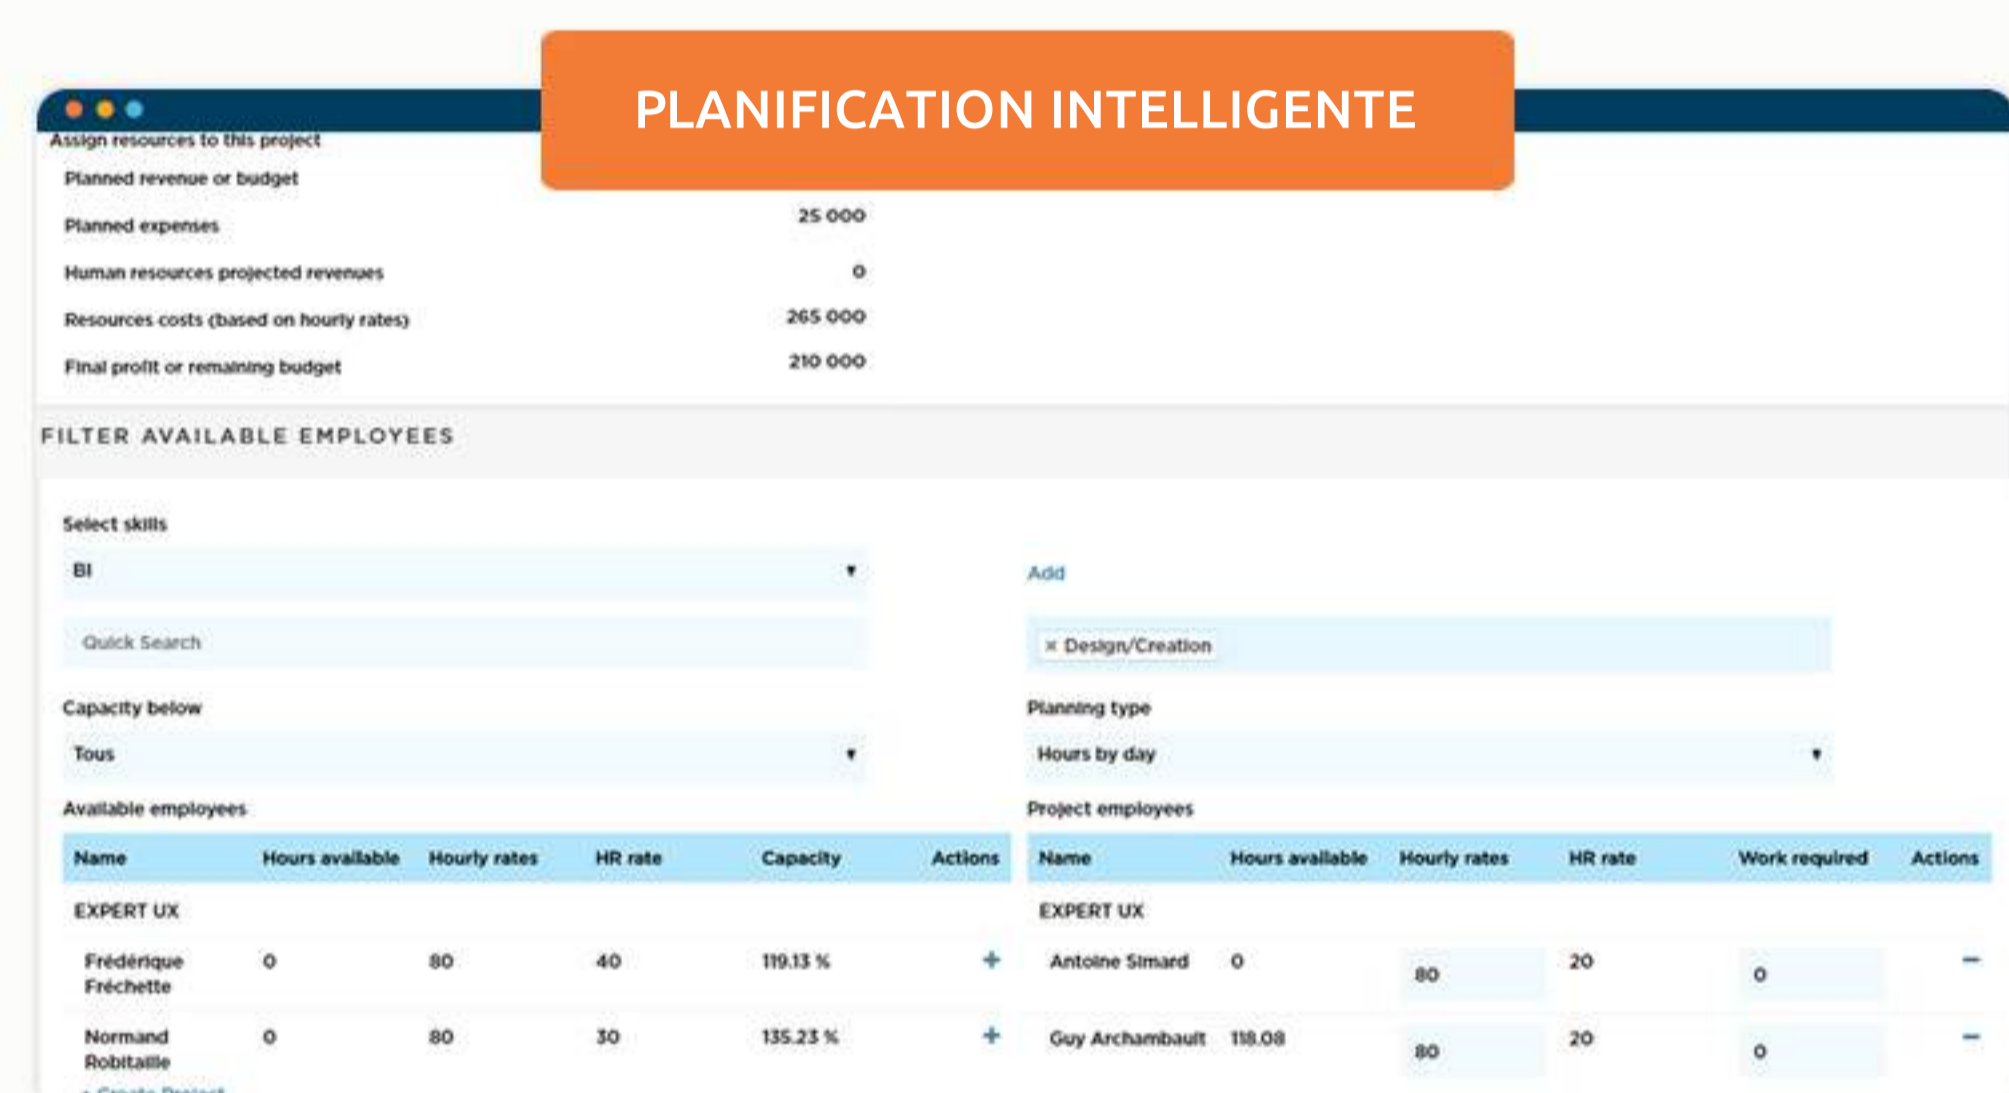 PLANIFICATION INTELLIGENTE
Assign resources to this project
Planned revenue or budget
Planned expenses 25 000
Human resources projected revenues 0
Resources costs (based on hourly rates) 265 000
Final profit or remaining budget 210 000
FILTER AVAILABLE EMPLOYEES
Select skills
BI
Add
Quick Search
× Design/Creation
Capacity below
Planning type
Tous
Hours by day
Available employees
Project employees
Name Hours available Hourly rates HR rate Capacity Actions
Name Hours available Hourly rates HR rate Work required Actions
EXPERT UX
EXPERT UX
Frédérique 0 80 40 119.13 % +
Fréchette
Antoine Simard 0 80 20 0 −
Normand 0 80 30 135.23 % +
Robitaille
Guy Archambault 118.08 80 20 0 −
+ Create Project